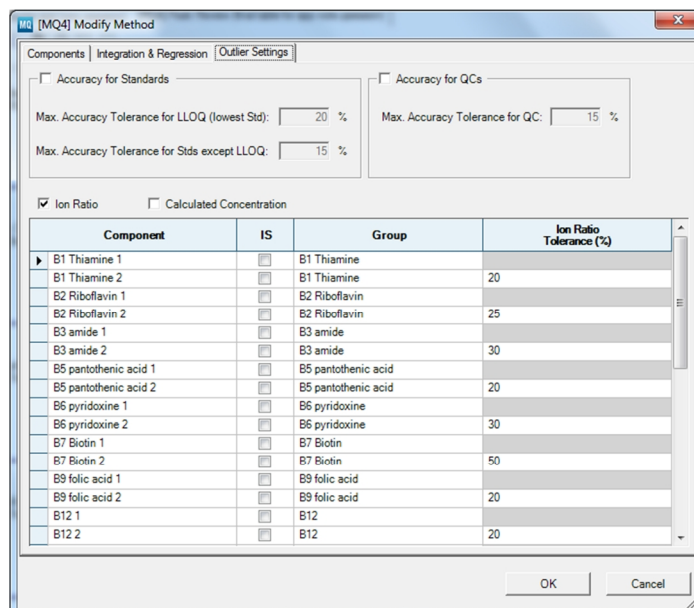 MQ [MQ4] Modify Method
Components Integration & Regression Outlier Settings
Accuracy for Standards
Max. Accuracy Tolerance for LLOQ (lowest Std): 20 %
Max. Accuracy Tolerance for Stds except LLOQ: 15 %
Accuracy for QCs
Max. Accuracy Tolerance for QC: 15 %
Ion Ratio Calculated Concentration
Component IS Group Ion Ratio
Tolerance (%)
B1 Thiamine 1 B1 Thiamine
B1 Thiamine 2 B1 Thiamine 20
B2 Riboflavin 1 B2 Riboflavin
B2 Riboflavin 2 B2 Riboflavin 25
B3 amide 1 B3 amide
B3 amide 2 B3 amide 30
B5 pantothenic acid 1 B5 pantothenic acid
B5 pantothenic acid 2 B5 pantothenic acid 20
B6 pyridoxine 1 B6 pyridoxine
B6 pyridoxine 2 B6 pyridoxine 30
B7 Biotin 1 B7 Biotin
B7 Biotin 2 B7 Biotin 50
B9 folic acid 1 B9 folic acid
B9 folic acid 2 B9 folic acid 20
B12 1 B12
B12 2 B12 20
OK Cancel